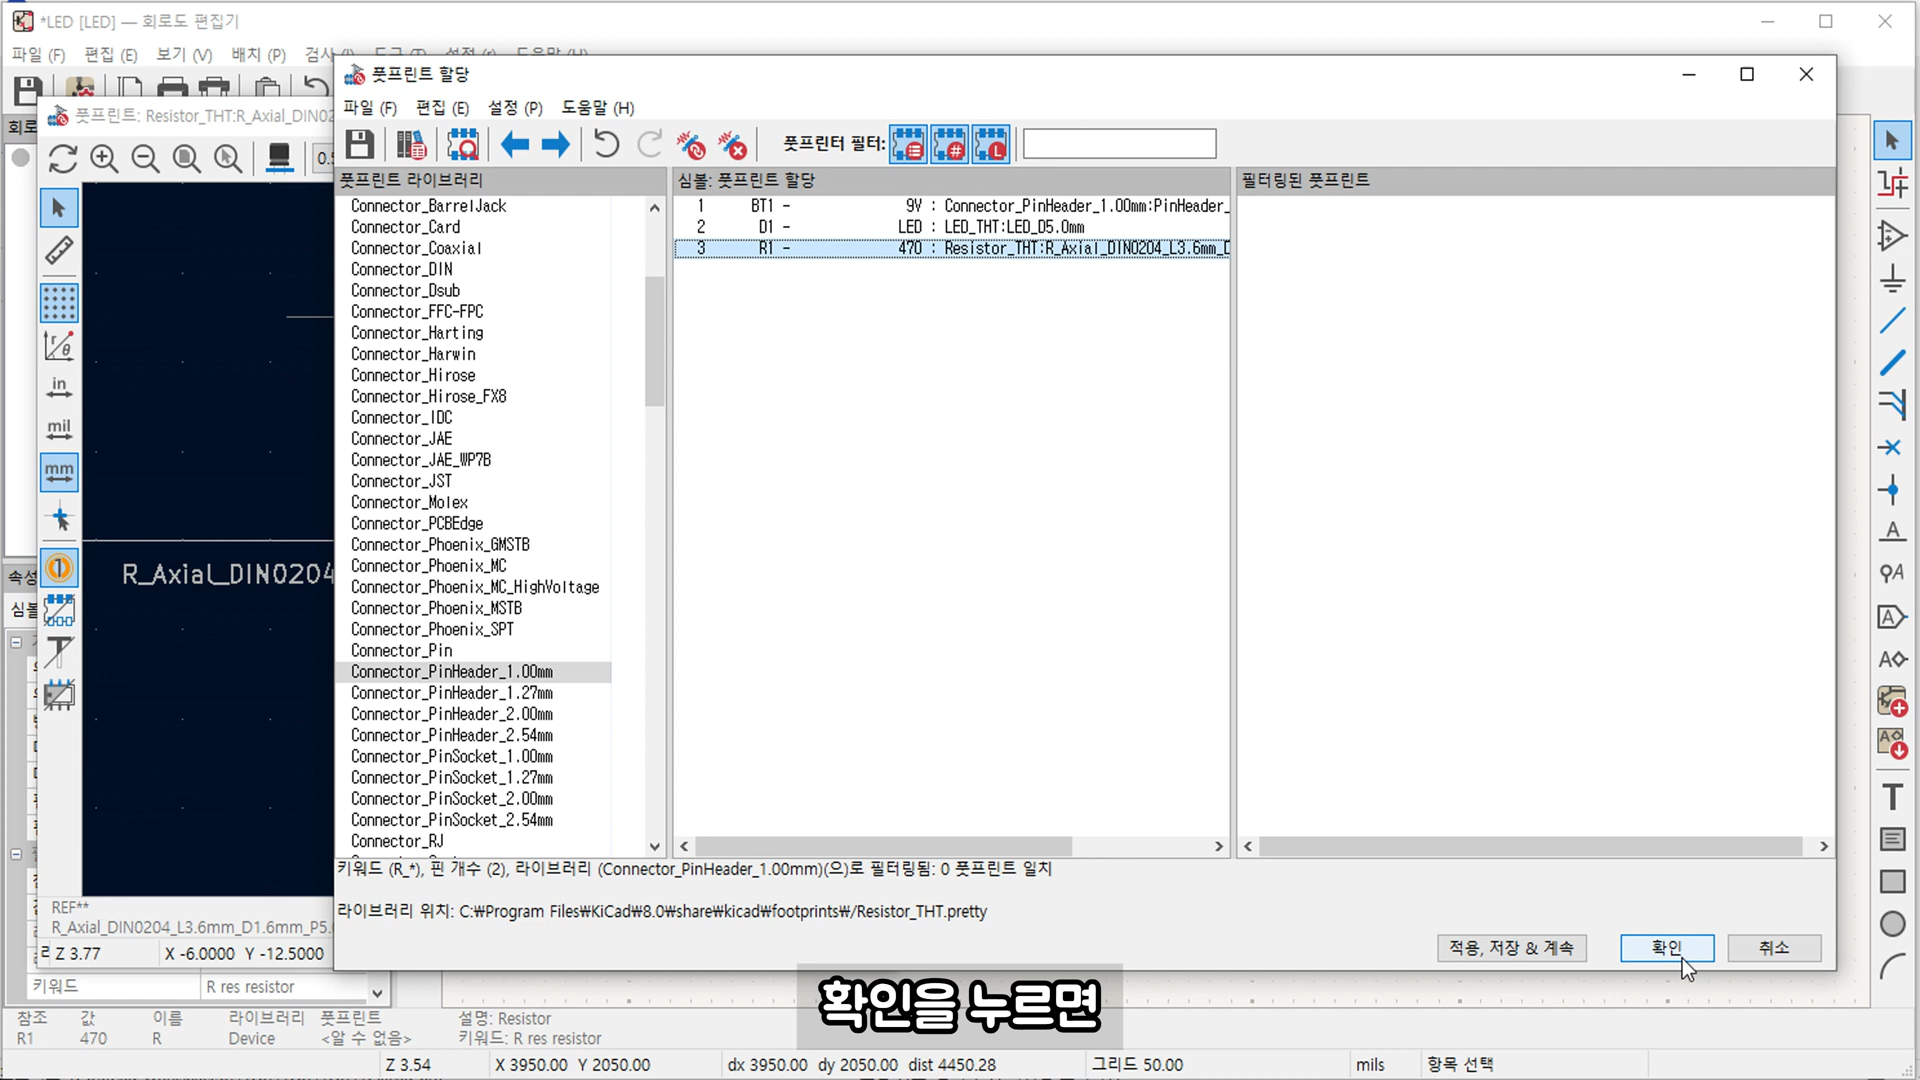 *LED [LED] — 회로도 편집기
파일 (F) 편집 (E) 보기 (V) 배치 (P) 검사
풋프린트: Resistor_THT:R_Axial_DIN02
0.5
회로
속성
심볼
in
mil
mm
R_Axial_DIN0204
REF**
R_Axial_DIN0204_L3.6mm_D1.6mm_P5.
Z 3.77 X -6.0000 Y -12.5000
키워드 R res resistor
풋프린트 할당
파일 (F) 편집 (E) 설정 (P) 도움말 (H)
풋프린터 필터:
풋프린트 라이브러리
Connector_BarrelJack
Connector_Card
Connector_Coaxial
Connector_DIN
Connector_Dsub
Connector_FFC-FPC
Connector_Harting
Connector_Harwin
Connector_Hirose
Connector_Hirose_FX8
Connector_IDC
Connector_JAE
Connector_JAE_WP7B
Connector_JST
Connector_Molex
Connector_PCBEdge
Connector_Phoenix_GMSTB
Connector_Phoenix_MC
Connector_Phoenix_MC_HighVoltage
Connector_Phoenix_MSTB
Connector_Phoenix_SPT
Connector_Pin
Connector_PinHeader_1.00mm
Connector_PinHeader_1.27mm
Connector_PinHeader_2.00mm
Connector_PinHeader_2.54mm
Connector_PinSocket_1.00mm
Connector_PinSocket_1.27mm
Connector_PinSocket_2.00mm
Connector_PinSocket_2.54mm
Connector_RJ
심볼: 풋프린트 할당
1 BT1 - 9V : Connector_PinHeader_1.00mm:PinHeader_
2 D1 - LED : LED_THT:LED_D5.0mm
3 R1 - 470 : Resistor_THT:R_Axial_DIN0204_L3.6mm_D
필터링된 풋프린트
키워드 (R_*), 핀 개수 (2), 라이브러리 (Connector_PinHeader_1.00mm)(으)로 필터링됨: 0 풋프린트 일치
라이브러리 위치: C:₩Program Files₩KiCad₩8.0₩share₩kicad₩footprints₩/Resistor_THT.pretty
적용, 저장 & 계속 확인 취소
확인을 누르면
참조 값 이름 라이브러리 풋프린트 설명: Resistor
R1 470 R Device <알 수 없음> 키워드: R res resistor
Z 3.54 X 3950.00 Y 2050.00 dx 3950.00 dy 2050.00 dist 4450.28 그리드 50.00 mils 항목 선택